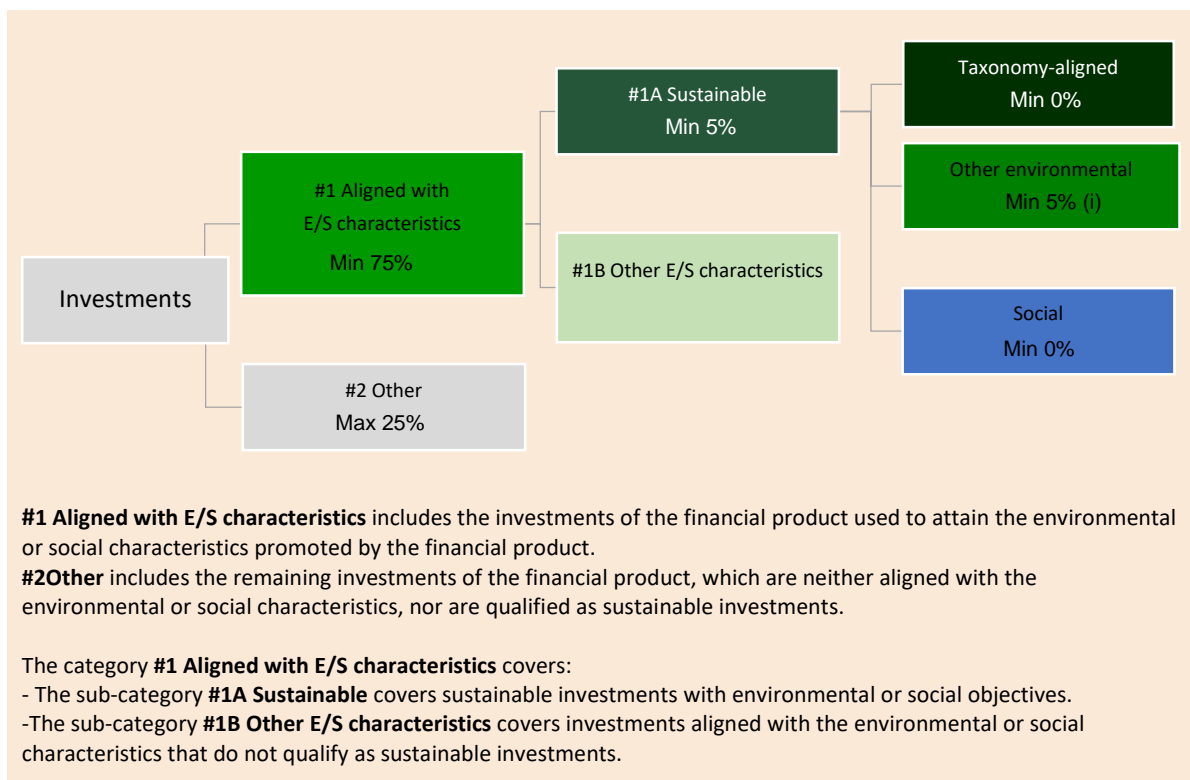 Investments
#1 Aligned with
E/S characteristics
Min 75%
#2 Other
Max 25%
#1A Sustainable
Min 5%
#1B Other E/S characteristics
Taxonomy-aligned
Min 0%
Other environmental
Min 5% (i)
Social
Min 0%
#1 Aligned with E/S characteristics includes the investments of the financial product used to attain the environmental
or social characteristics promoted by the financial product.
#2Other includes the remaining investments of the financial product, which are neither aligned with the
environmental or social characteristics, nor are qualified as sustainable investments.
The category #1 Aligned with E/S characteristics covers:
- The sub-category #1A Sustainable covers sustainable investments with environmental or social objectives.
-The sub-category #1B Other E/S characteristics covers investments aligned with the environmental or social
characteristics that do not qualify as sustainable investments.